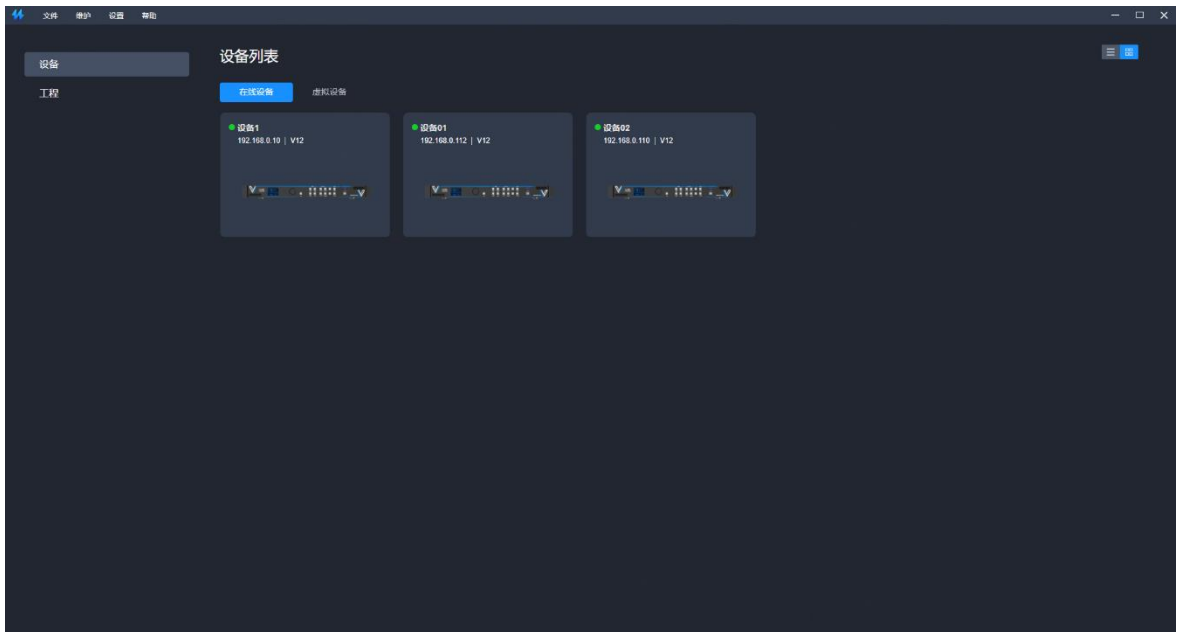 文件 维护 设置 帮助
设备
工程
设备列表
在线设备 虚拟设备
设备1
192.168.0.10 | V12
设备01
192.168.0.112 | V12
设备02
192.168.0.110 | V12